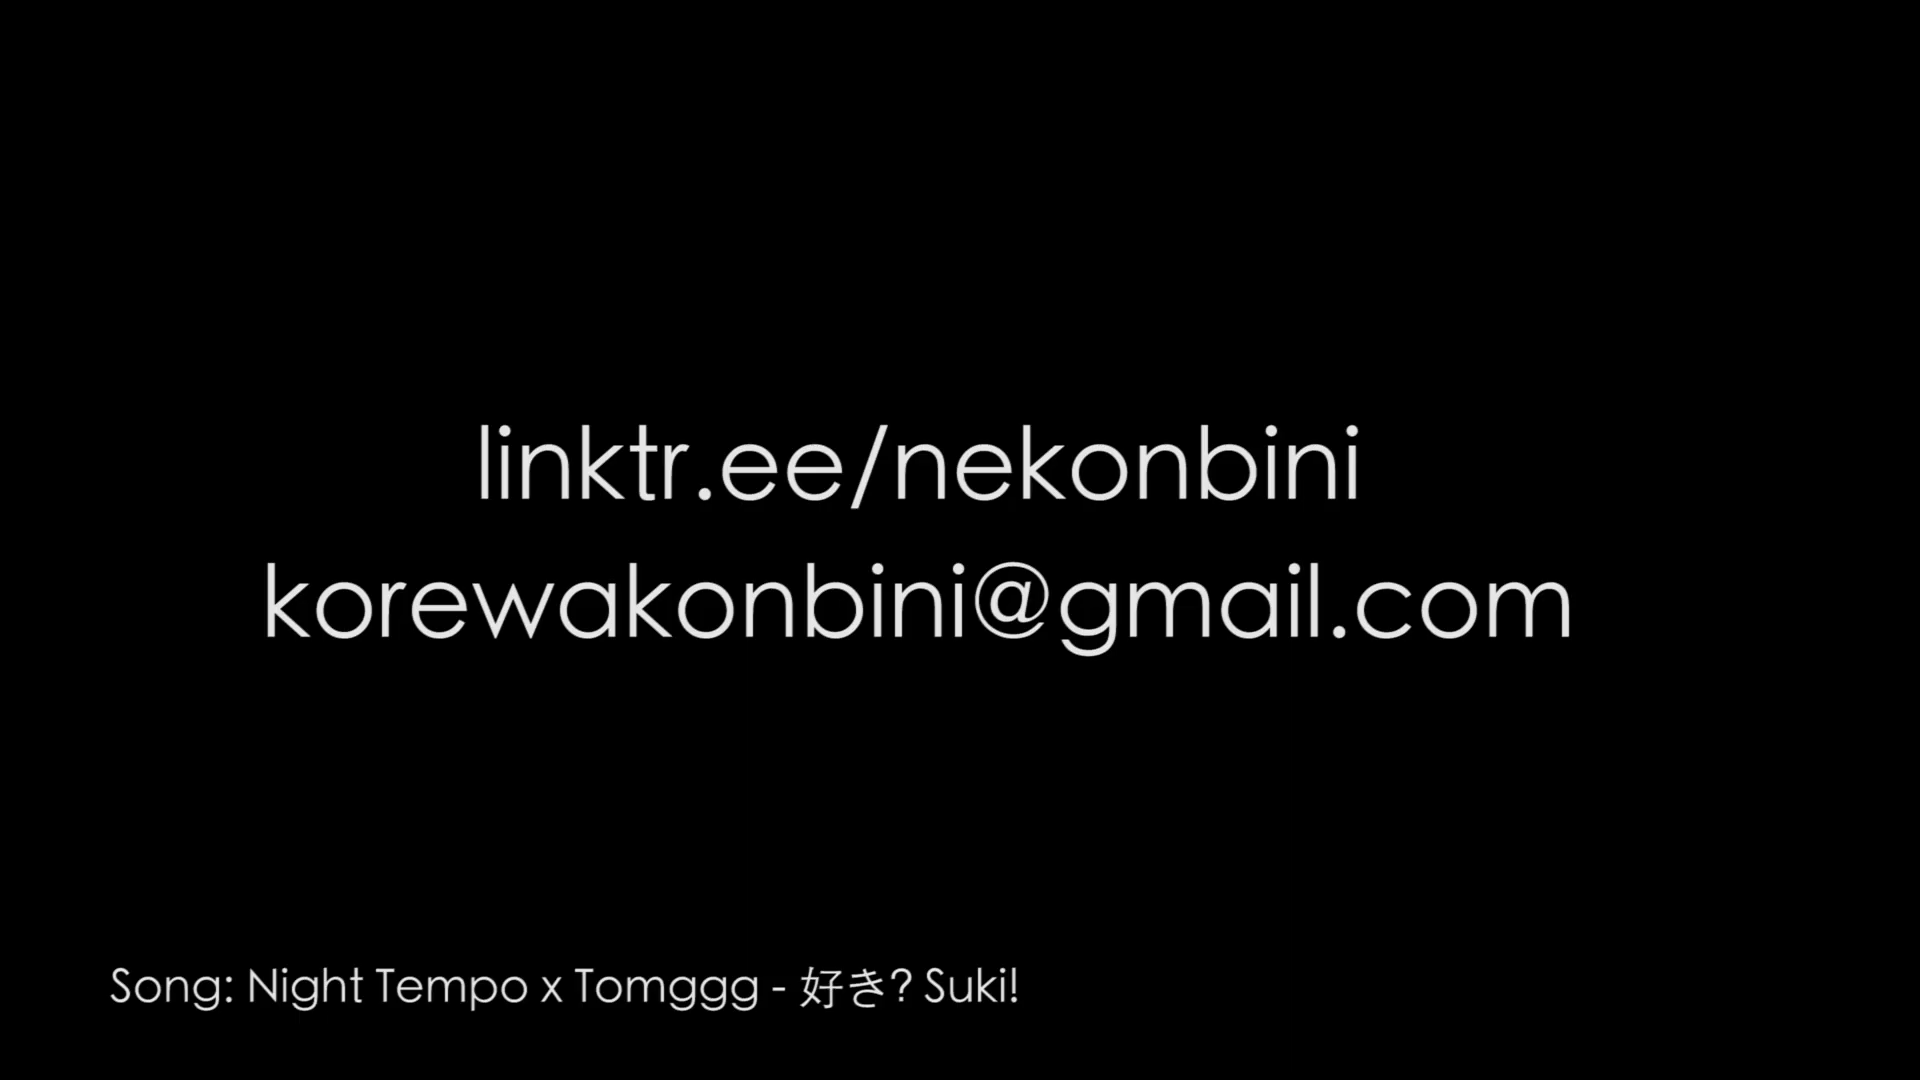 linktr.ee/nekonbini
korewakonbini@gmail.com
Song: Night Tempo x Tomggg - 好き? Suki!